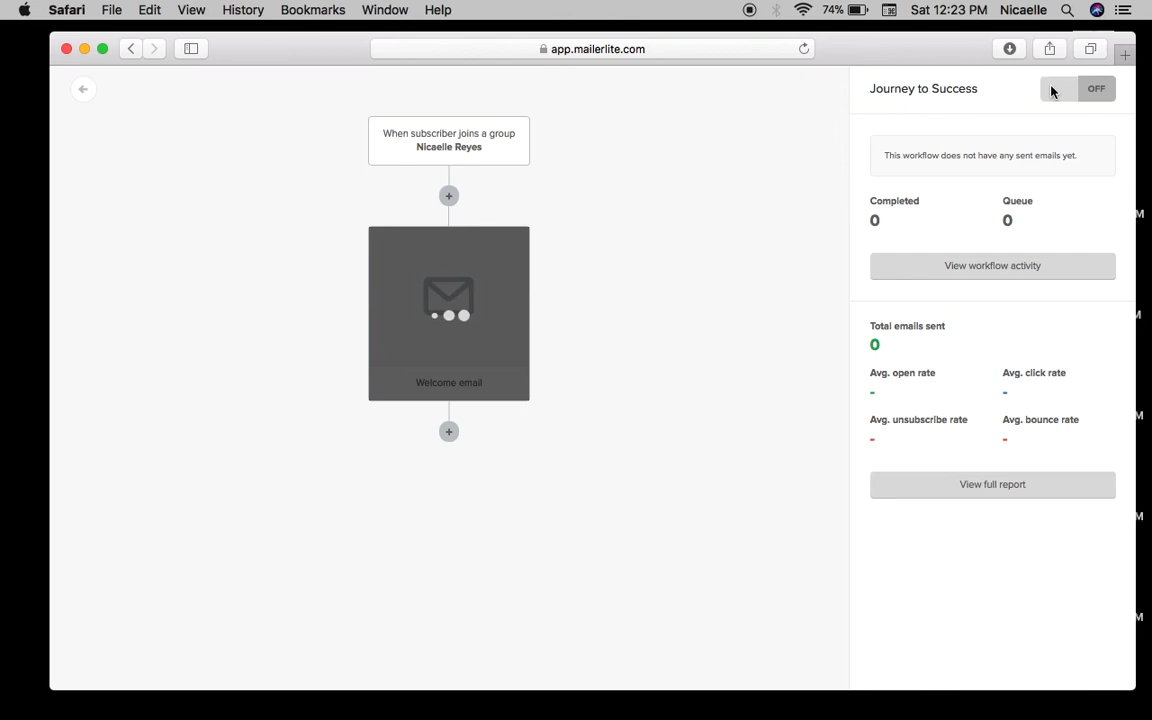 Safari File Edit View History Bookmarks Window Help 74% Sat 12:23 PM Nicaelle
app.mailerlite.com
Journey to Success OFF
When subscriber joins a group
Nicaelle Reyes
This workflow does not have any sent emails yet.
Completed Queue
0 0
View workflow activity
Welcome email
Total emails sent
0
Avg. open rate Avg. click rate
- -
Avg. unsubscribe rate Avg. bounce rate
- -
View full report
M
M
M
M
M